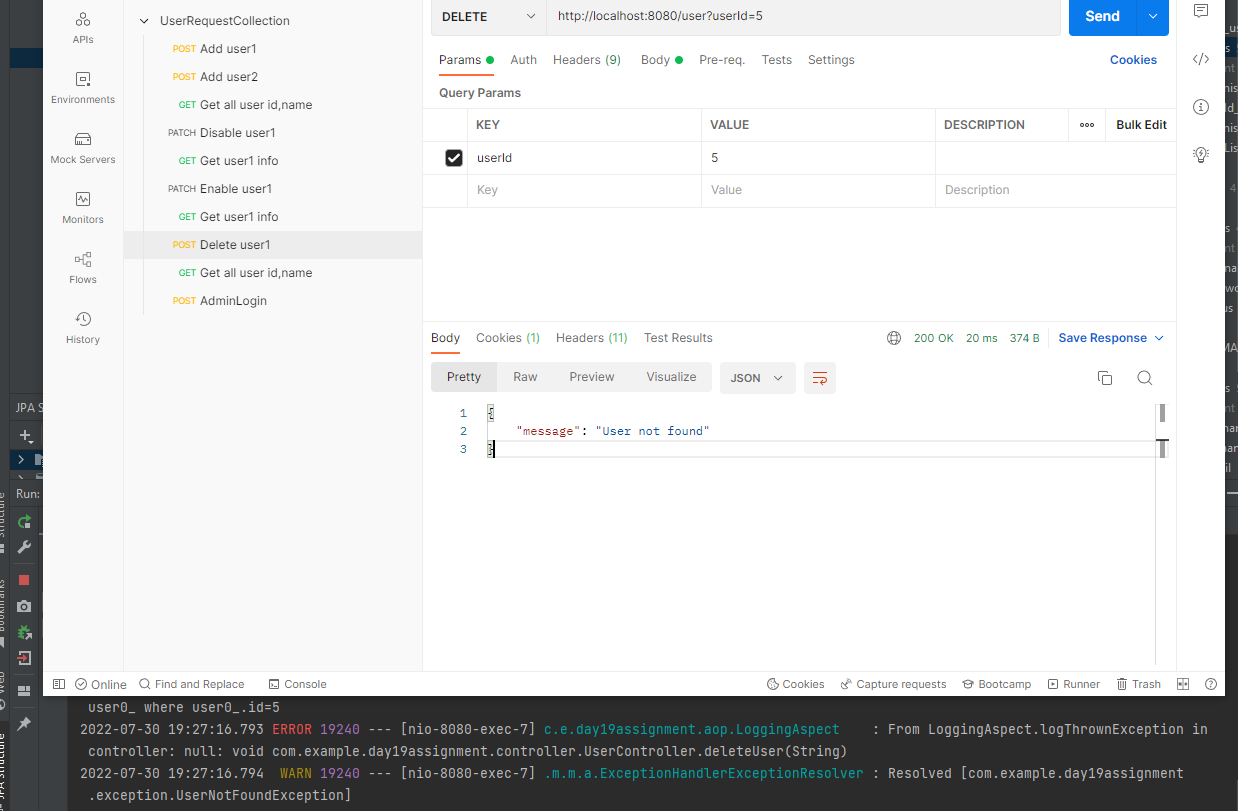 DELETE http://localhost:8080/user?userId=5 Send
APIs
Environments
Mock Servers
Monitors
Flows
History
UserRequestCollection
POST Add user1
POST Add user2
GET Get all user id,name
PATCH Disable user1
GET Get user1 info
PATCH Enable user1
GET Get user1 info
POST Delete user1
GET Get all user id,name
POST AdminLogin
Params Auth Headers (9) Body Pre-req. Tests Settings Cookies
Query Params
KEY VALUE DESCRIPTION ooo Bulk Edit
userId 5
Key Value Description
Body Cookies (1) Headers (11) Test Results 200 OK 20 ms 374 B Save Response
Pretty Raw Preview Visualize JSON
1 {
2 "message": "User not found"
3 }
JPA S
Run:
Online Find and Replace Console Cookies Capture requests Bootcamp Runner Trash
user0_ where user0_.id=5
2022-07-30 19:27:16.793 ERROR 19240 --- [nio-8080-exec-7] c.e.day19assignment.aop.LoggingAspect : From LoggingAspect.logThrownException in
controller: null: void com.example.day19assignment.controller.UserController.deleteUser(String)
2022-07-30 19:27:16.794 WARN 19240 --- [nio-8080-exec-7] .m.m.a.ExceptionHandlerExceptionResolver : Resolved [com.example.day19assignment
.exception.UserNotFoundException]